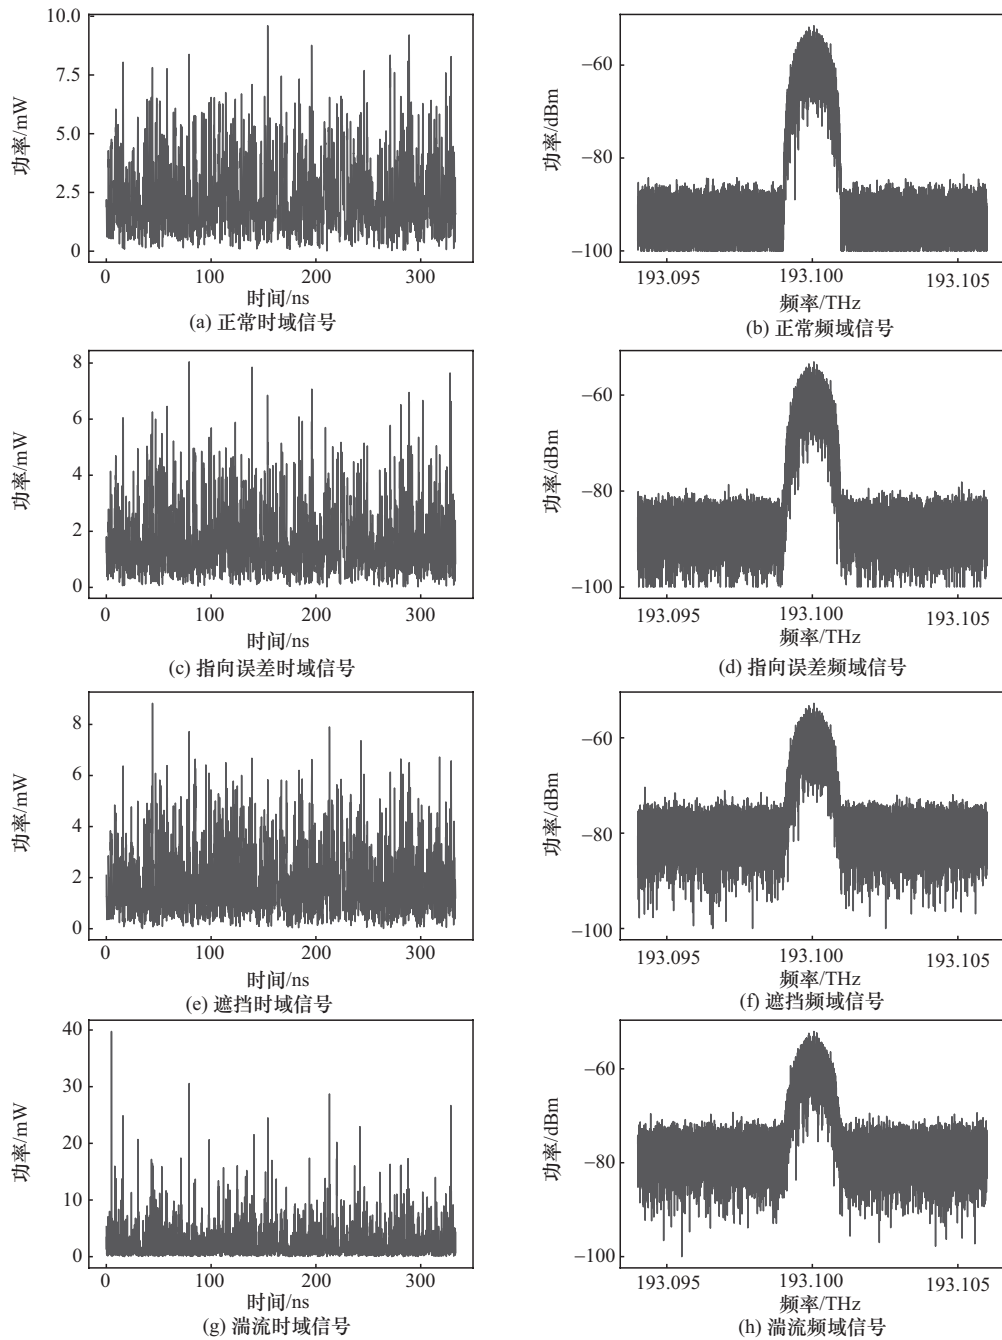 10.0
7.5
5.0
2.5
0
功率/mW
0 100 200 300
时间/ns
(a) 正常时域信号
−60
−80
−100
功率/dBm
193.095 193.100 193.105
频率/THz
(b) 正常频域信号
8
6
4
2
0
功率/mW
0 100 200 300
时间/ns
(c) 指向误差时域信号
−60
−80
−100
功率/dBm
193.095 193.100 193.105
频率/THz
(d) 指向误差频域信号
8
6
4
2
0
功率/mW
0 100 200 300
时间/ns
(e) 遮挡时域信号
−60
−80
−100
功率/dBm
193.095 193.100 193.105
频率/THz
(f) 遮挡频域信号
40
30
20
10
0
功率/mW
0 100 200 300
时间/ns
(g) 湍流时域信号
−60
−80
−100
功率/dBm
193.095 193.100 193.105
频率/THz
(h) 湍流频域信号